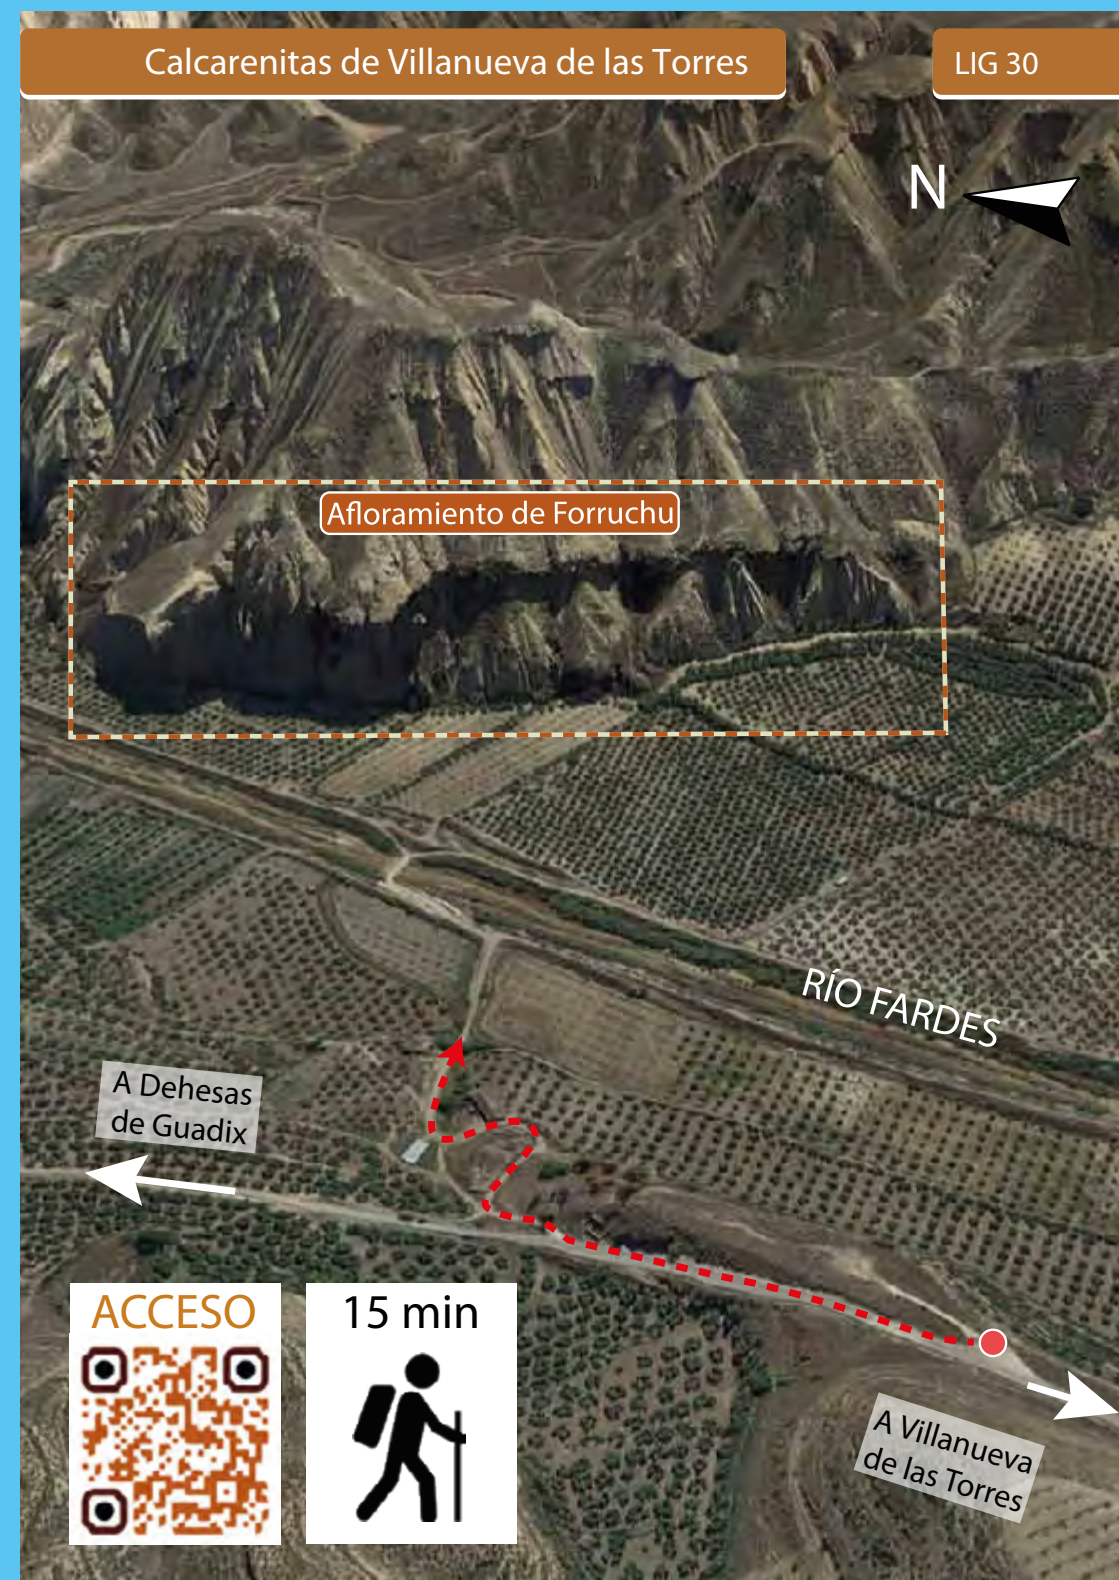 Calcarenitas de Villanueva de las Torres
LIG 30
N
Afloramiento de Forruchu
RÍO FARDES
A Dehesas
de Guadix
ACCESO
15 min
A Villanueva
de las Torres